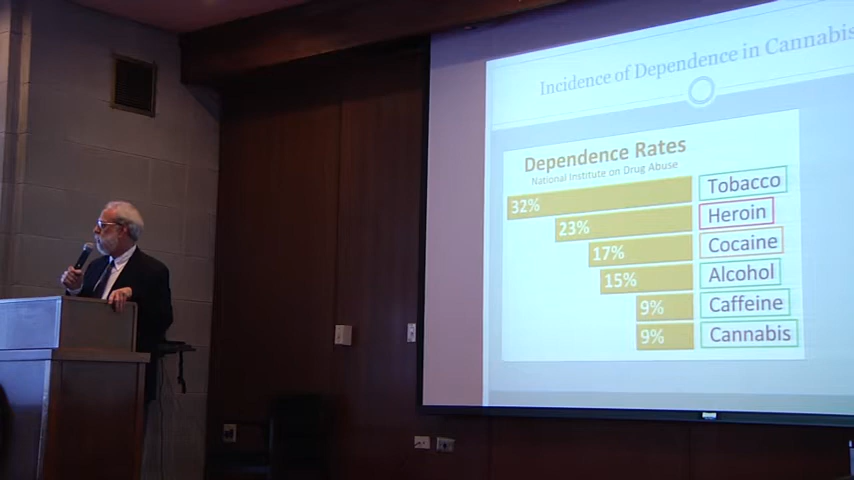 Incidence of Dependence in Cannabis
Dependence Rates
National Institute on Drug Abuse
32% Tobacco
23% Heroin
17% Cocaine
15% Alcohol
9% Caffeine
9% Cannabis